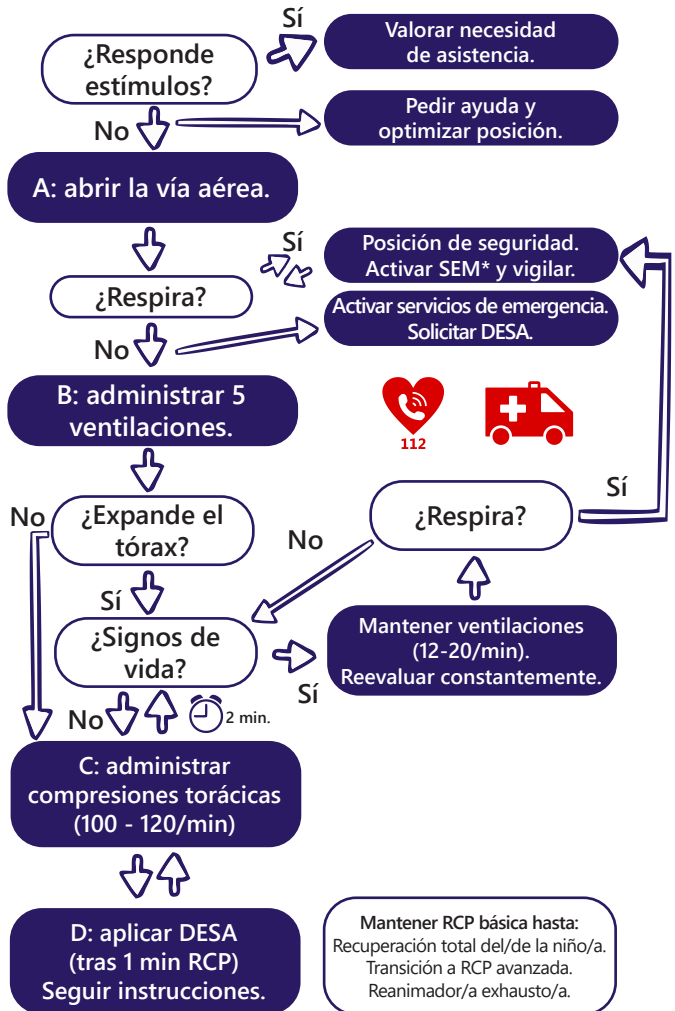 Sí
¿Responde
estímulos?
Valorar necesidad
de asistencia.
No
Pedir ayuda y
optimizar posición.
A: abrir la vía aérea.
Sí
Posición de seguridad.
Activar SEM* y vigilar.
¿Respira?
Activar servicios de emergencia.
Solicitar DESA.
No
B: administrar 5
ventilaciones.
112
No
¿Expande el
tórax?
¿Respira?
Sí
No
Sí
¿Signos de
vida?
Mantener ventilaciones
(12-20/min).
Reevaluar constantemente.
Sí
No
2 min.
C: administrar
compresiones torácicas
(100 - 120/min)
D: aplicar DESA
(tras 1 min RCP)
Seguir instrucciones.
Mantener RCP básica hasta:
Recuperación total del/de la niño/a.
Transición a RCP avanzada.
Reanimador/a exhausto/a.